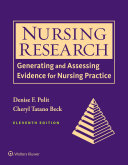 NURSING
RESEARCH
Generating and Assessing
Evidence for Nursing Practice
Denise F. Polit
Cheryl Tatano Beck
ELEVENTH EDITION
Wolters Kluwer